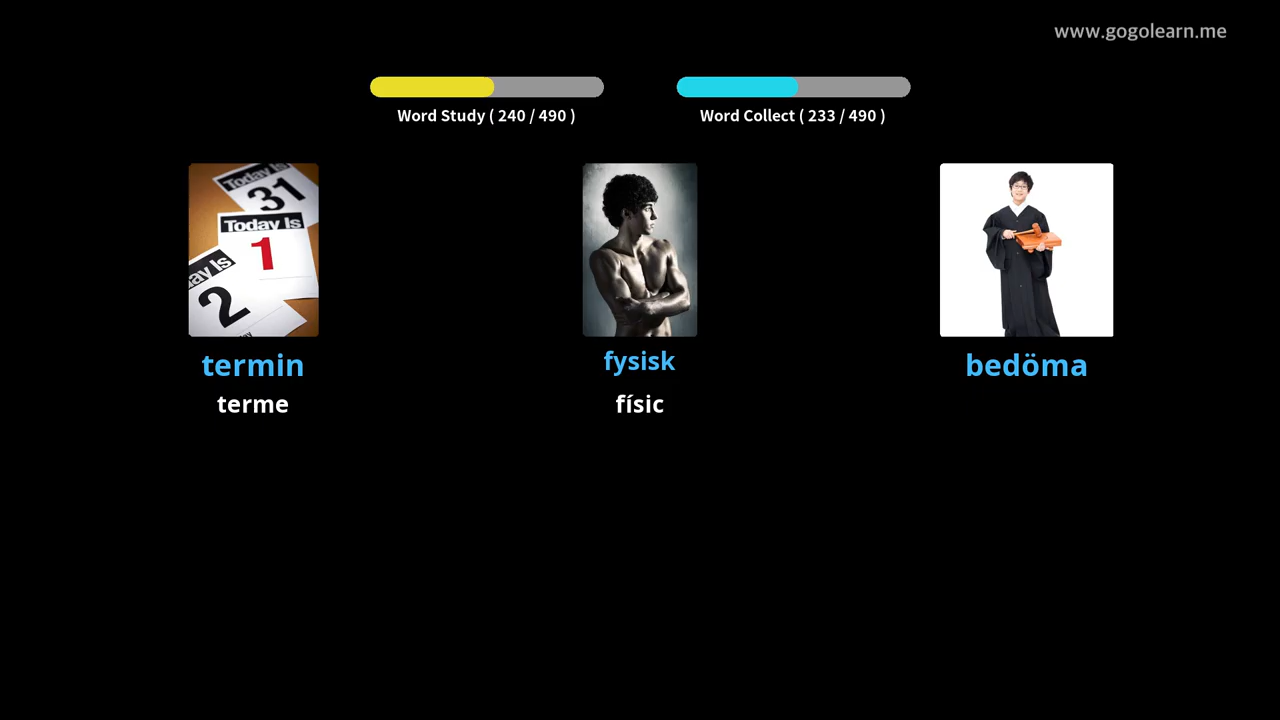 www.gogolearn.me
Word Study ( 240 / 490 )
Word Collect ( 233 / 490 )
Today Is
31
Today Is
1
ay Is
2
termin
fysisk
bedöma
terme
físic